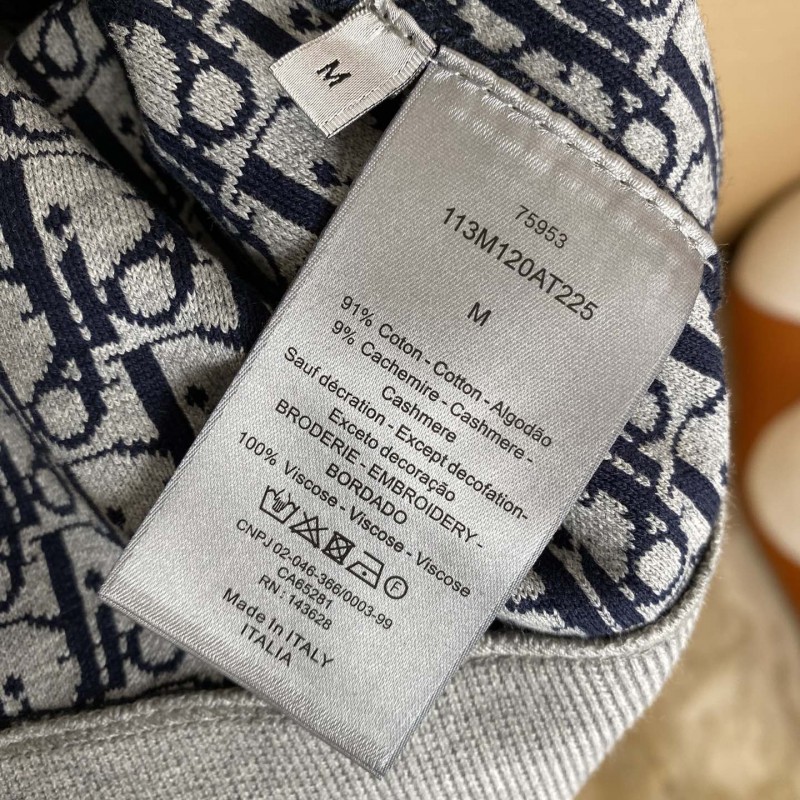 M
75953
113M120AT225
M
91% Coton - Cotton - Algodão
9% Cachemire - Cashmere -
Cashmere
Sauf décration - Except decofation-
Exceto decoração
BRODERIE - EMBROIDERY -
BORDADO
100% Viscose - Viscose - Viscose
F
CNPJ 02-046-366/0003-99
CA65281
RN : 143628
Made In ITALY
ITALIA